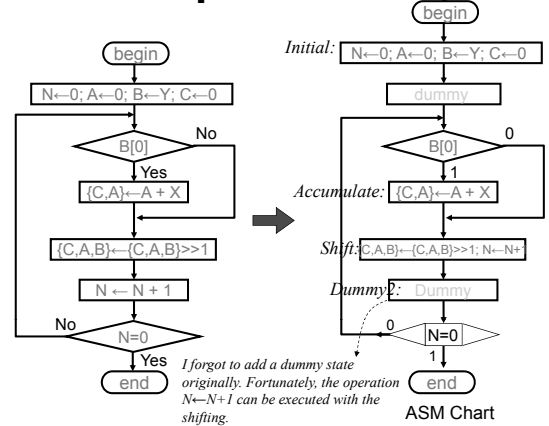 begin
N←0; A←0; B←Y; C←0
B[0]
No
Yes
{C,A}←A + X
{C,A,B}←{C,A,B}>>1
N ← N + 1
No
N=0
Yes
end
begin
Initial:
N←0; A←0; B←Y; C←0
dummy
B[0]
0
1
Accumulate:
{C,A}←A + X
Shift:
{C,A,B}←{C,A,B}>>1; N←N+1
Dummy2:
Dummy
0
N=0
1
end
I forgot to add a dummy state
originally. Fortunately, the operation
N←N+1 can be executed with the
shifting.
ASM Chart